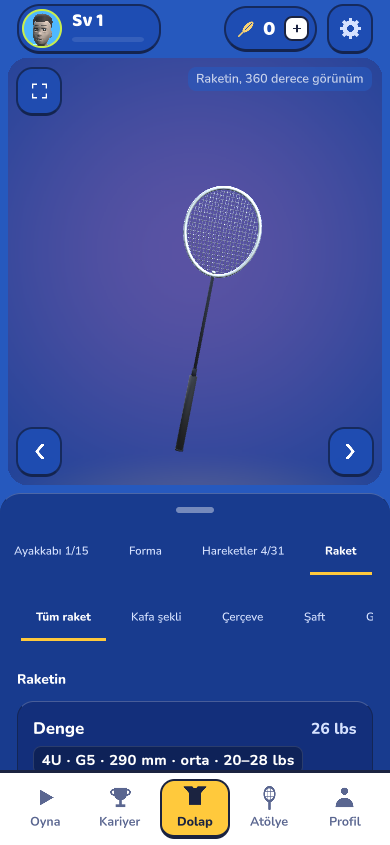 Sv 1
0 +
Raketin, 360 derece görünüm
Ayakkabı 1/15 Forma Hareketler 4/31 Raket
Tüm raket Kafa şekli Çerçeve Şaft G
Raketin
Denge 26 lbs
4U · G5 · 290 mm · orta · 20–28 lbs
Oyna Kariyer Dolap Atölye Profil